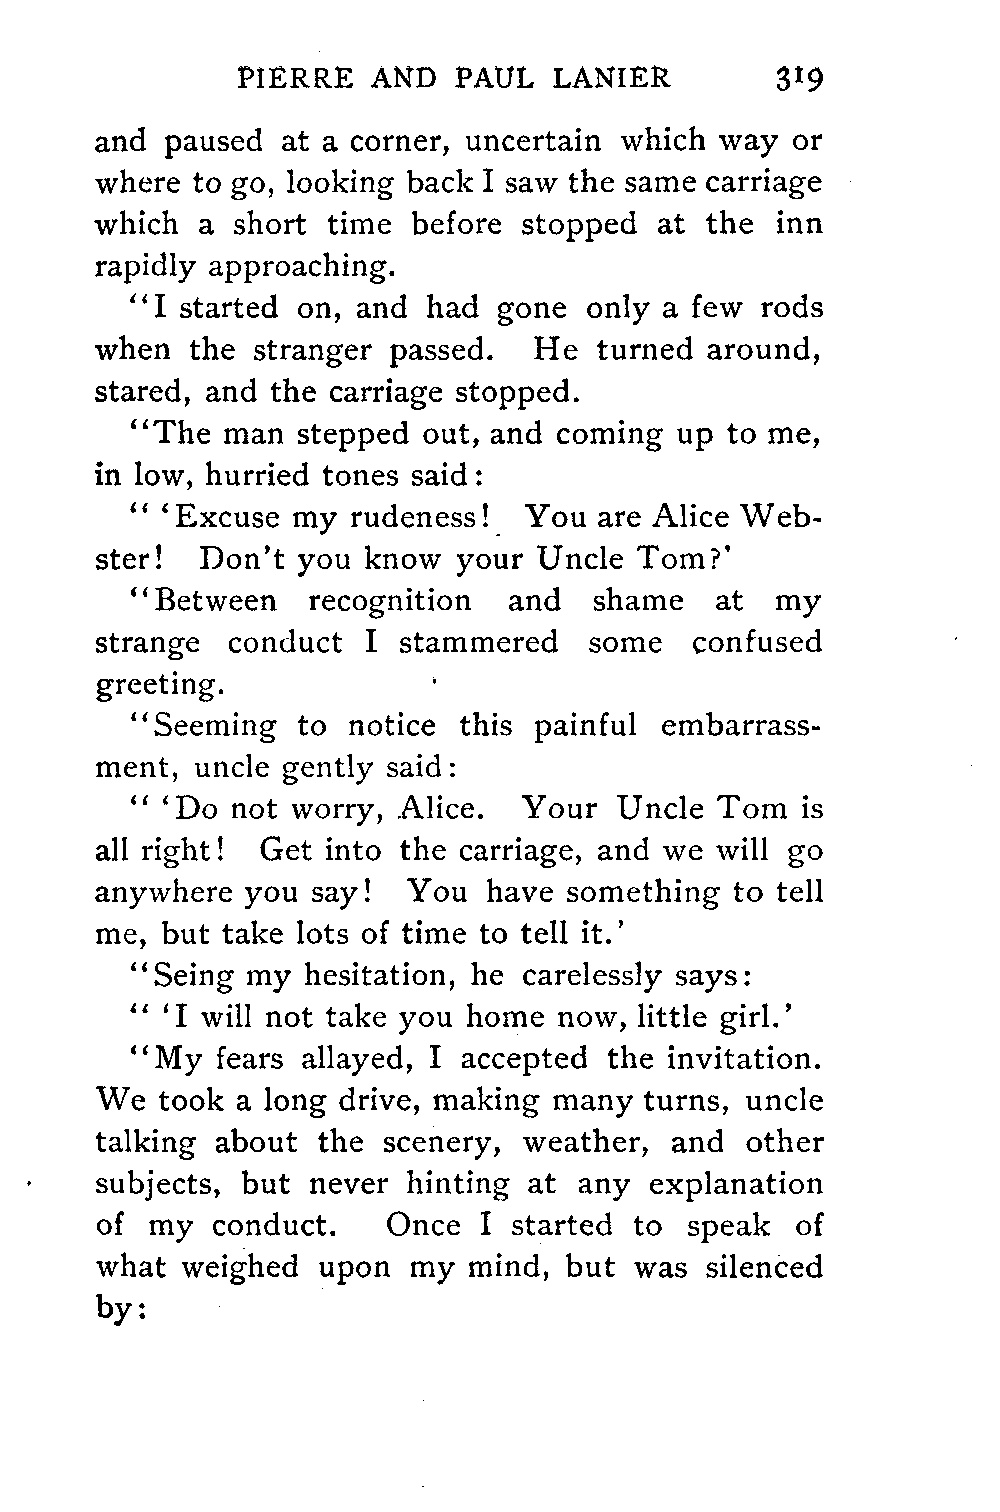 PIERRE AND PAUL LANIER 319
and paused at a corner, uncertain which way or
where to go, looking back I saw the same carriage
which a short time before stopped at the inn
rapidly approaching.
“I started on, and had gone only a few rods
when the stranger passed. He turned around,
stared, and the carriage stopped.
“The man stepped out, and coming up to me,
in low, hurried tones said:
“ ‘Excuse my rudeness! You are Alice Web-
ster! Don’t you know your Uncle Tom?’
“Between recognition and shame at my
strange conduct I stammered some confused
greeting.
“Seeming to notice this painful embarrass-
ment, uncle gently said:
“ ‘Do not worry, Alice. Your Uncle Tom is
all right! Get into the carriage, and we will go
anywhere you say! You have something to tell
me, but take lots of time to tell it.’
“Seing my hesitation, he carelessly says:
“ ‘I will not take you home now, little girl.’
“My fears allayed, I accepted the invitation.
We took a long drive, making many turns, uncle
talking about the scenery, weather, and other
subjects, but never hinting at any explanation
of my conduct. Once I started to speak of
what weighed upon my mind, but was silenced
by: